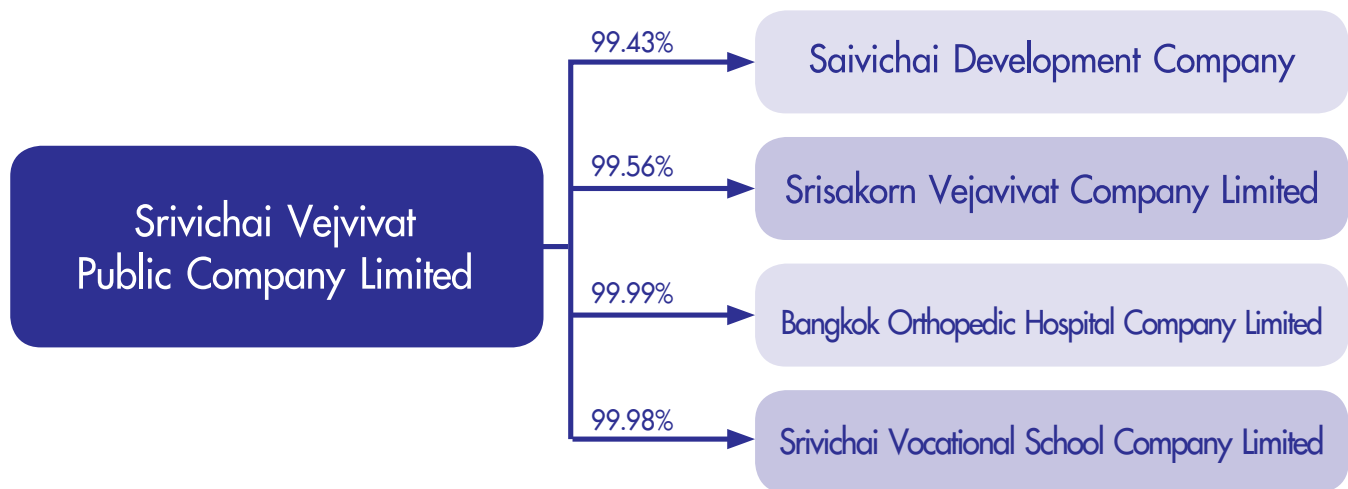 Srivichai Vejvivat
Public Company Limited
99.43%
Saivichai Development Company
99.56%
Srisakorn Vejavivat Company Limited
99.99%
Bangkok Orthopedic Hospital Company Limited
99.98%
Srivichai Vocational School Company Limited